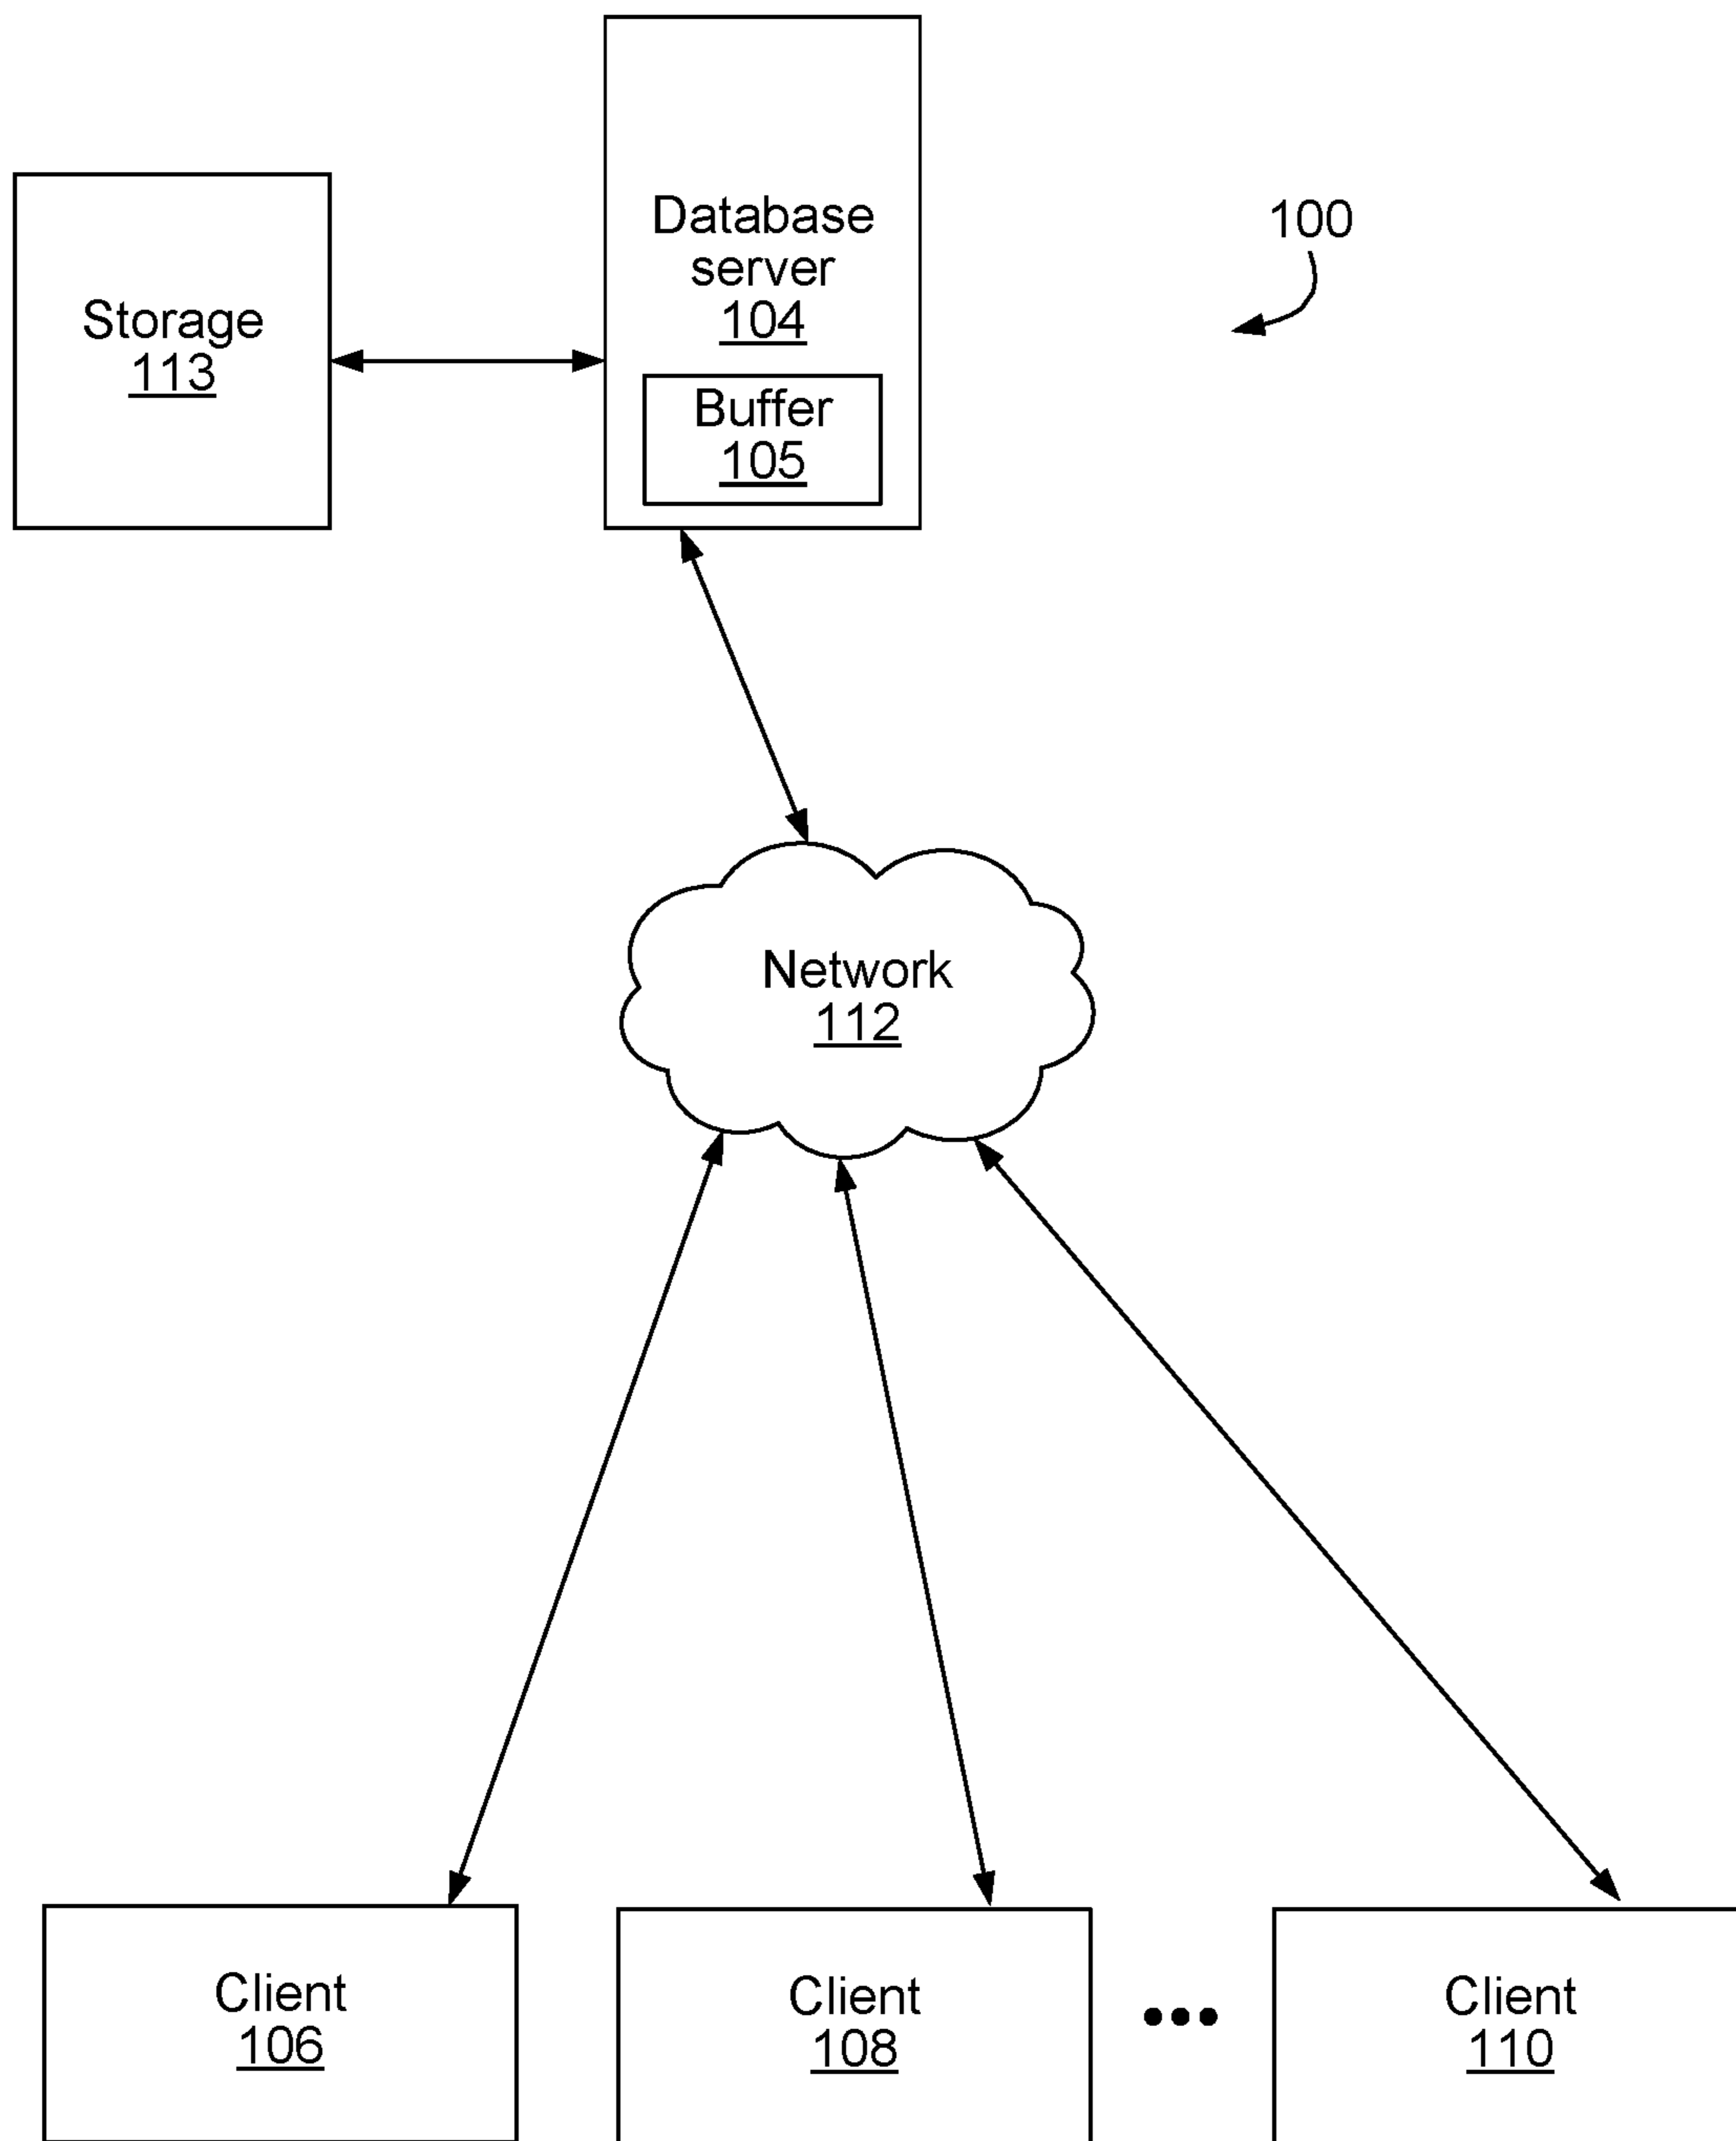 Database
server
104
100
Storage
113
Buffer
105
Network
112
Client
106
Client
108
•••
Client
110